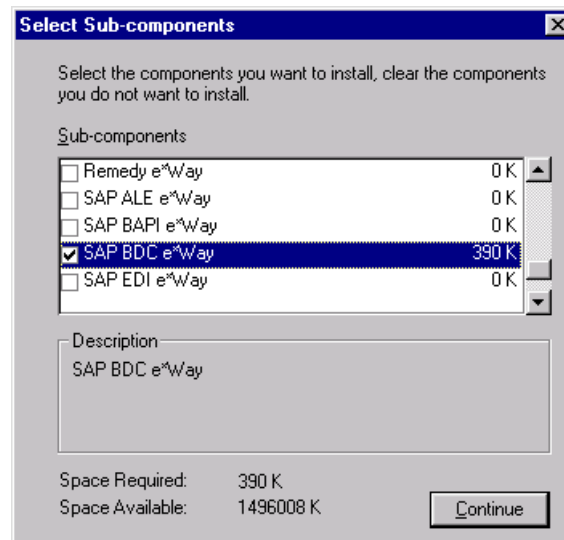 Select Sub-components
Select the components you want to install, clear the components
you do not want to install.
Sub-components
Remedy e*Way 0 K
SAP ALE e*Way 0 K
SAP BAPI e*Way 0 K
SAP BDC e*Way 390 K
SAP EDI e*Way 0 K
Description
SAP BDC e*Way
Space Required: 390 K
Space Available: 1496008 K
Continue